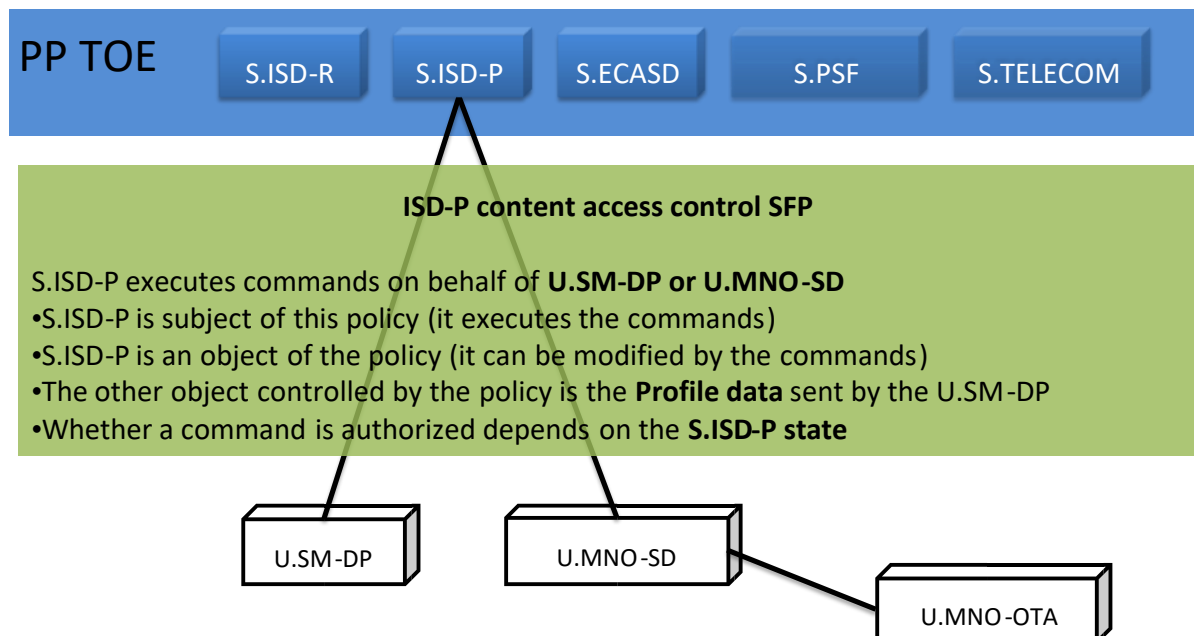 PP TOE
S.ISD-R
S.ISD-P
S.ECASD
S.PSF
S.TELECOM
ISD-P content access control SFP
S.ISD-P executes commands on behalf of U.SM-DP or U.MNO-SD
•S.ISD-P is subject of this policy (it executes the commands)
•S.ISD-P is an object of the policy (it can be modified by the commands)
•The other object controlled by the policy is the Profile data sent by the U.SM-DP
•Whether a command is authorized depends on the S.ISD-P state
U.SM-DP
U.MNO-SD
U.MNO-OTA